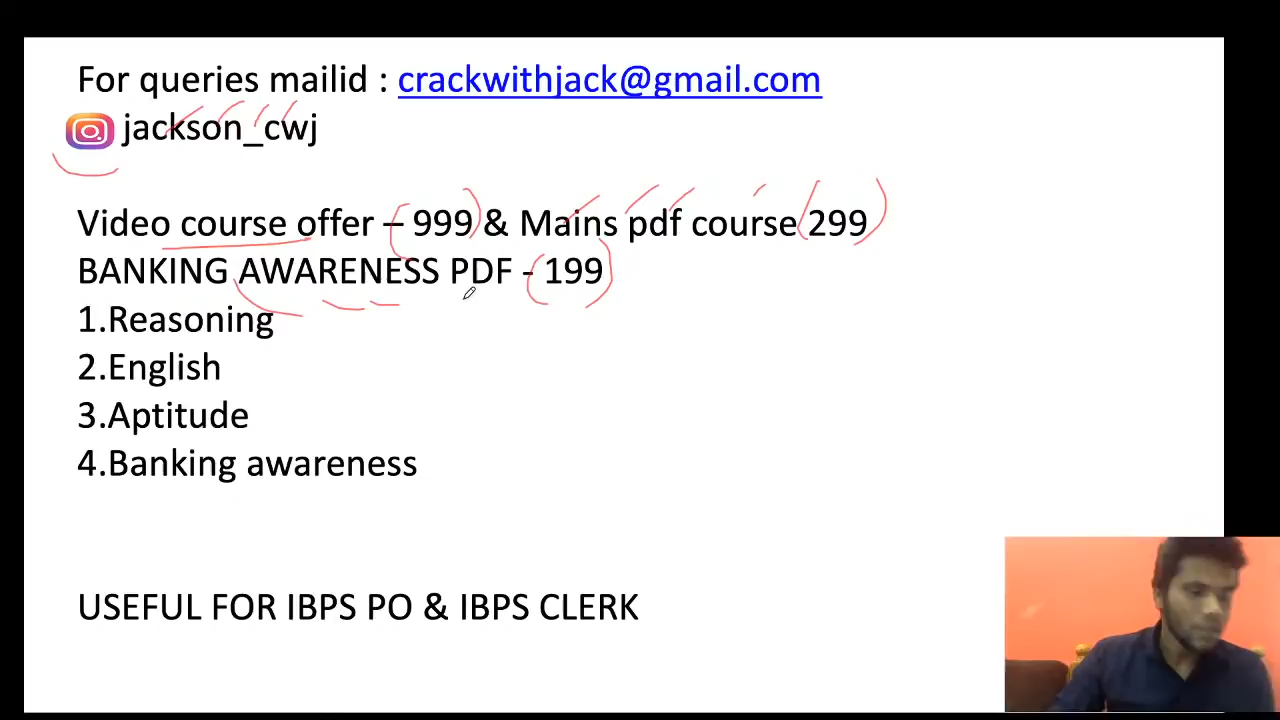 For queries mailid : crackwithjack@gmail.com
jackson_cwj
Video course offer – 999 & Mains pdf course 299
BANKING AWARENESS PDF - 199
1.Reasoning
2.English
3.Aptitude
4.Banking awareness
USEFUL FOR IBPS PO & IBPS CLERK